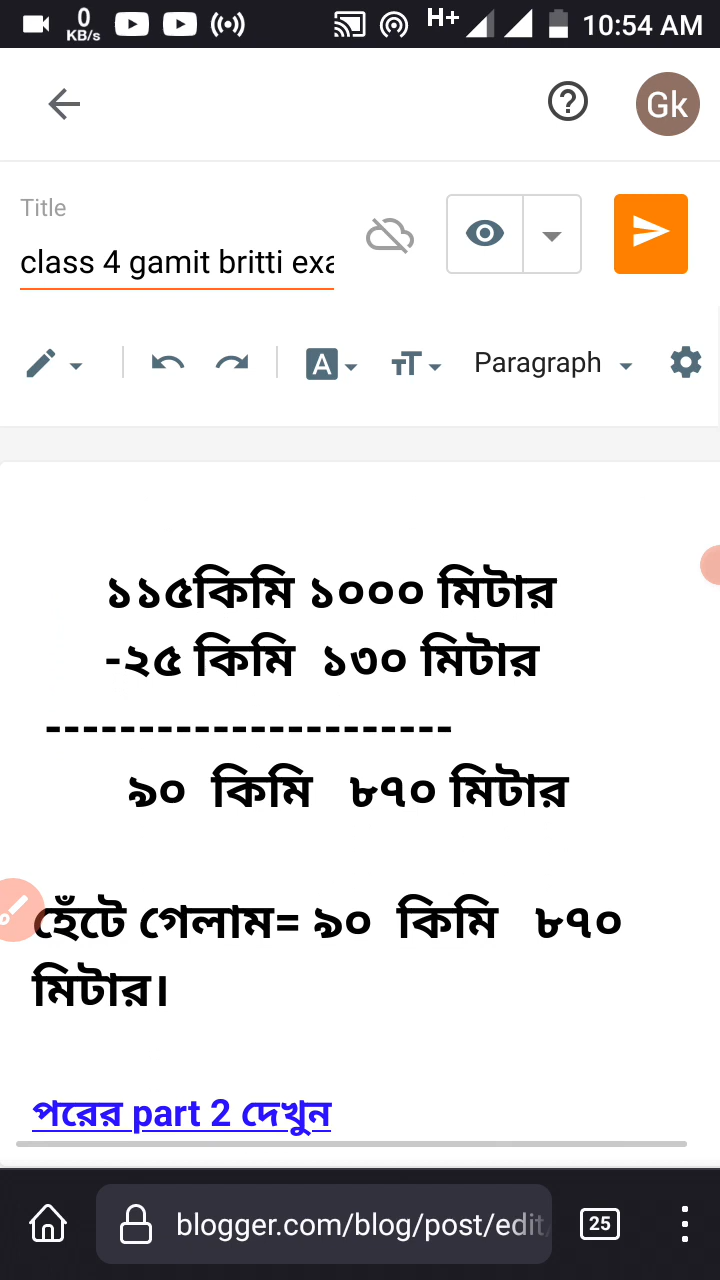 0
KB/s
H+
10:54 AM
Gk
Title
class 4 gamit britti exa
A
TT
Paragraph
১১৫কিমি ১০০০ মিটার
-২৫ কিমি ১৩০ মিটার
----------------------
৯০ কিমি ৮৭০ মিটার
হেঁটে গেলাম= ৯০ কিমি ৮৭০
মিটার।
পরের part 2 দেখুন
blogger.com/blog/post/edit
25